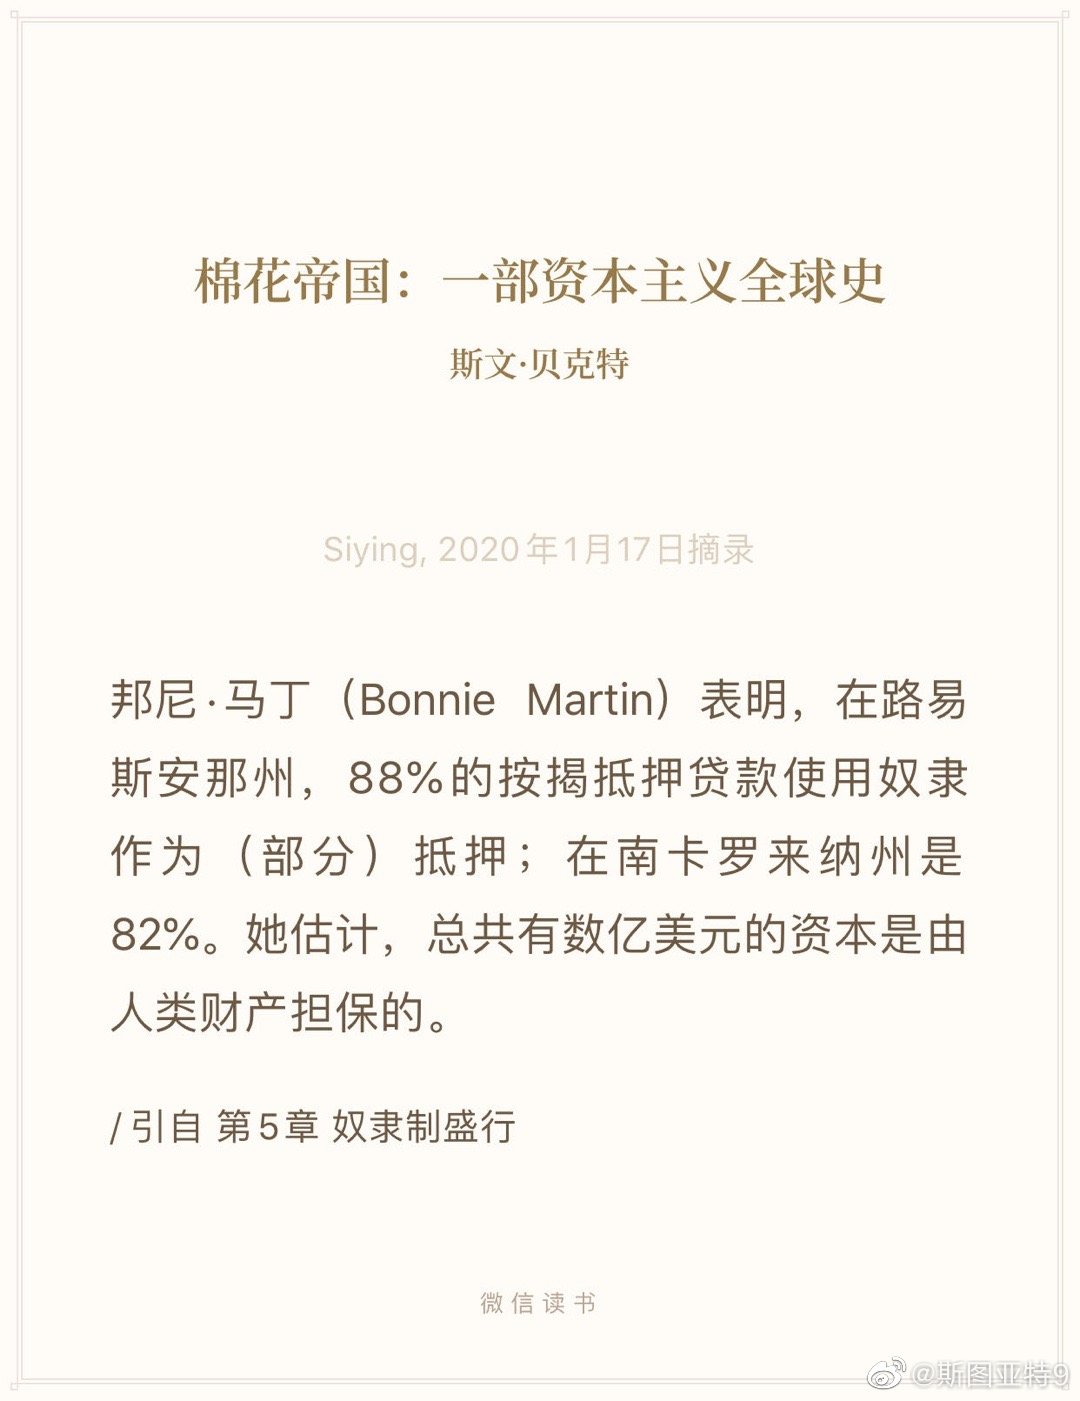 棉花帝国：一部资本主义全球史
斯文·贝克特
Siying, 2020年1月17日摘录
邦尼·马丁（Bonnie Martin）表明，在路易
斯安那州，88%的按揭抵押贷款使用奴隶
作为（部分）抵押；在南卡罗来纳州是
82%。她估计，总共有数亿美元的资本是由
人类财产担保的。
/ 引自 第5章 奴隶制盛行
微信读书
@斯图亚特9